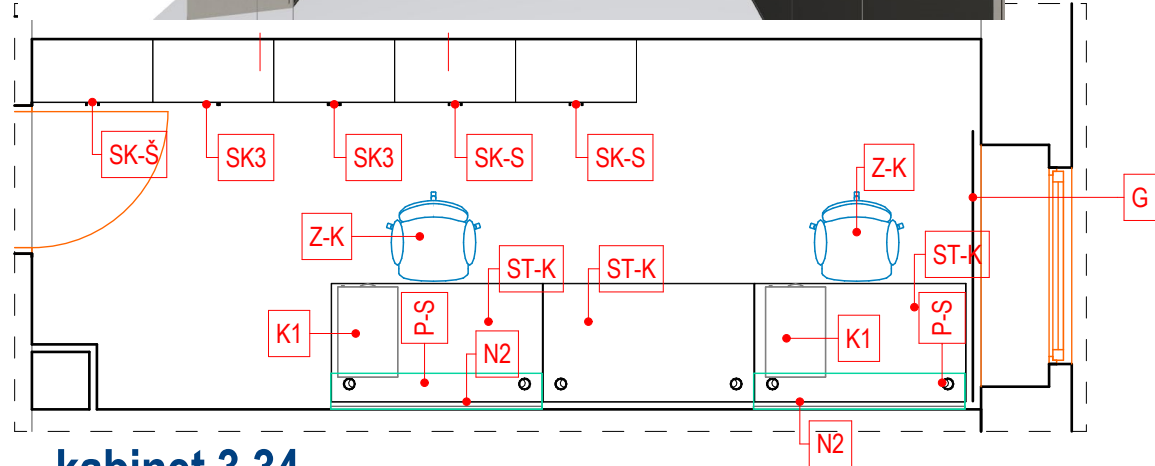 SK-Š SK3 SK3 SK-S SK-S
Z-K
G
Z-K
ST-K ST-K ST-K
P-S P-S
K1 K1
N2
N2
kabinet 3.34